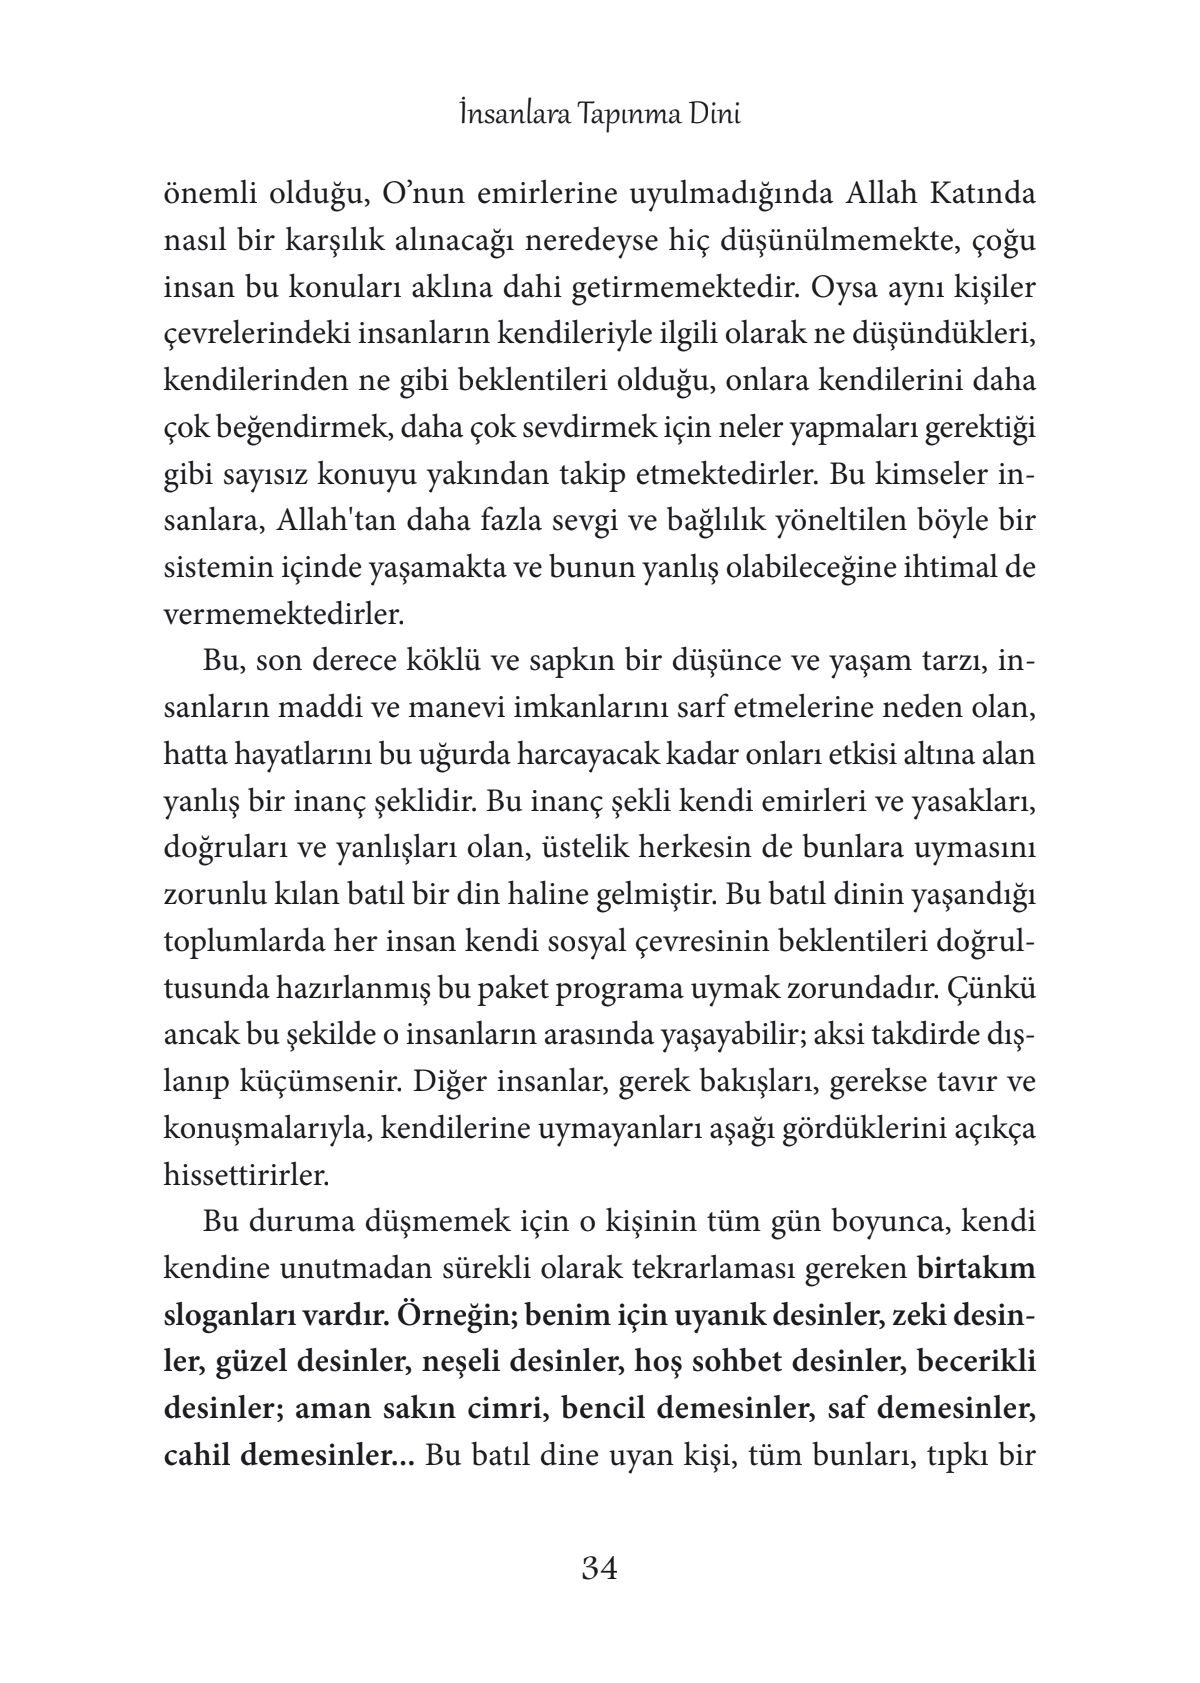 İnsanlara Tapınma Dini
önemli olduğu, O’nun emirlerine uyulmadığında Allah Katında
nasıl bir karşılık alınacağı neredeyse hiç düşünülmemekte, çoğu
insan bu konuları aklına dahi getirmemektedir. Oysa aynı kişiler
çevrelerindeki insanların kendileriyle ilgili olarak ne düşündükleri,
kendilerinden ne gibi beklentileri olduğu, onlara kendilerini daha
çok beğendirmek, daha çok sevdirmek için neler yapmaları gerektiği
gibi sayısız konuyu yakından takip etmektedirler. Bu kimseler in-
sanlara, Allah'tan daha fazla sevgi ve bağlılık yöneltilen böyle bir
sistemin içinde yaşamakta ve bunun yanlış olabileceğine ihtimal de
vermemektedirler.
Bu, son derece köklü ve sapkın bir düşünce ve yaşam tarzı, in-
sanların maddi ve manevi imkanlarını sarf etmelerine neden olan,
hatta hayatlarını bu uğurda harcayacak kadar onları etkisi altına alan
yanlış bir inanç şeklidir. Bu inanç şekli kendi emirleri ve yasakları,
doğruları ve yanlışları olan, üstelik herkesin de bunlara uymasını
zorunlu kılan batıl bir din haline gelmiştir. Bu batıl dinin yaşandığı
toplumlarda her insan kendi sosyal çevresinin beklentileri doğrul-
tusunda hazırlanmış bu paket programa uymak zorundadır. Çünkü
ancak bu şekilde o insanların arasında yaşayabilir; aksi takdirde dış-
lanıp küçümsenir. Diğer insanlar, gerek bakışları, gerekse tavır ve
konuşmalarıyla, kendilerine uymayanları aşağı gördüklerini açıkça
hissettirirler.
Bu duruma düşmemek için o kişinin tüm gün boyunca, kendi
kendine unutmadan sürekli olarak tekrarlaması gereken birtakım
sloganları vardır. Örneğin; benim için uyanık desinler, zeki desin-
ler, güzel desinler, neşeli desinler, hoş sohbet desinler, becerikli
desinler; aman sakın cimri, bencil demesinler, saf demesinler,
cahil demesinler... Bu batıl dine uyan kişi, tüm bunları, tıpkı bir
34